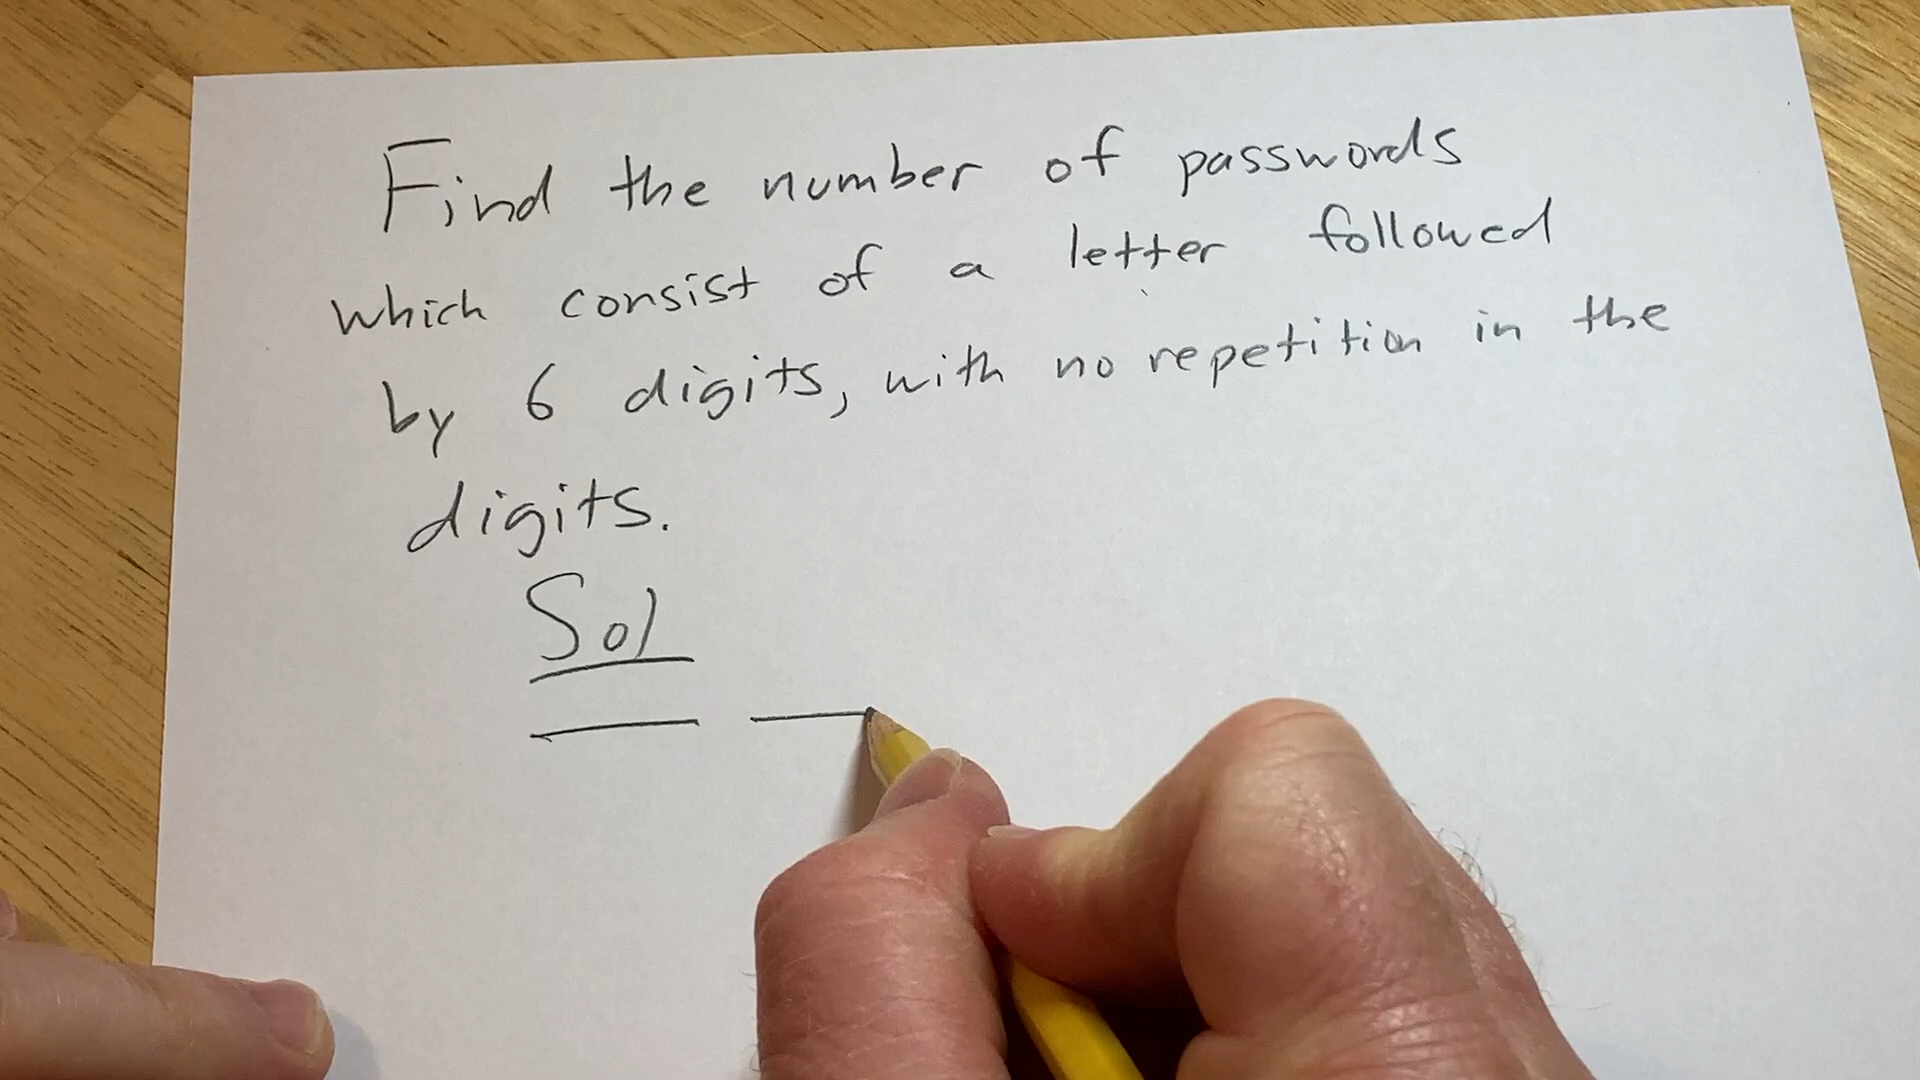 Find the number of passwords
which consist of a letter followed
by 6 digits, with no repetition in the
digits.
Sol